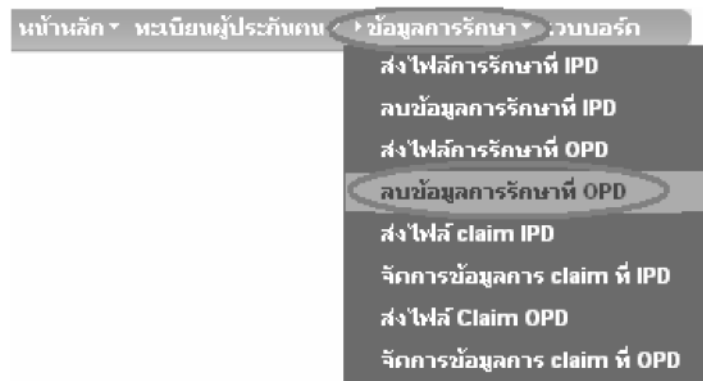 หน้าหลัก ทะเบียนผู้ประกันตน ข้อมูลการรักษา เวบบอร์ด
ส่งไฟล์การรักษาที่ IPD
ลบข้อมูลการรักษาที่ IPD
ส่งไฟล์การรักษาที่ OPD
ลบข้อมูลการรักษาที่ OPD
ส่งไฟล์ claim IPD
จัดการข้อมูลการ claim ที่ IPD
ส่งไฟล์ Claim OPD
จัดการข้อมูลการ claim ที่ OPD